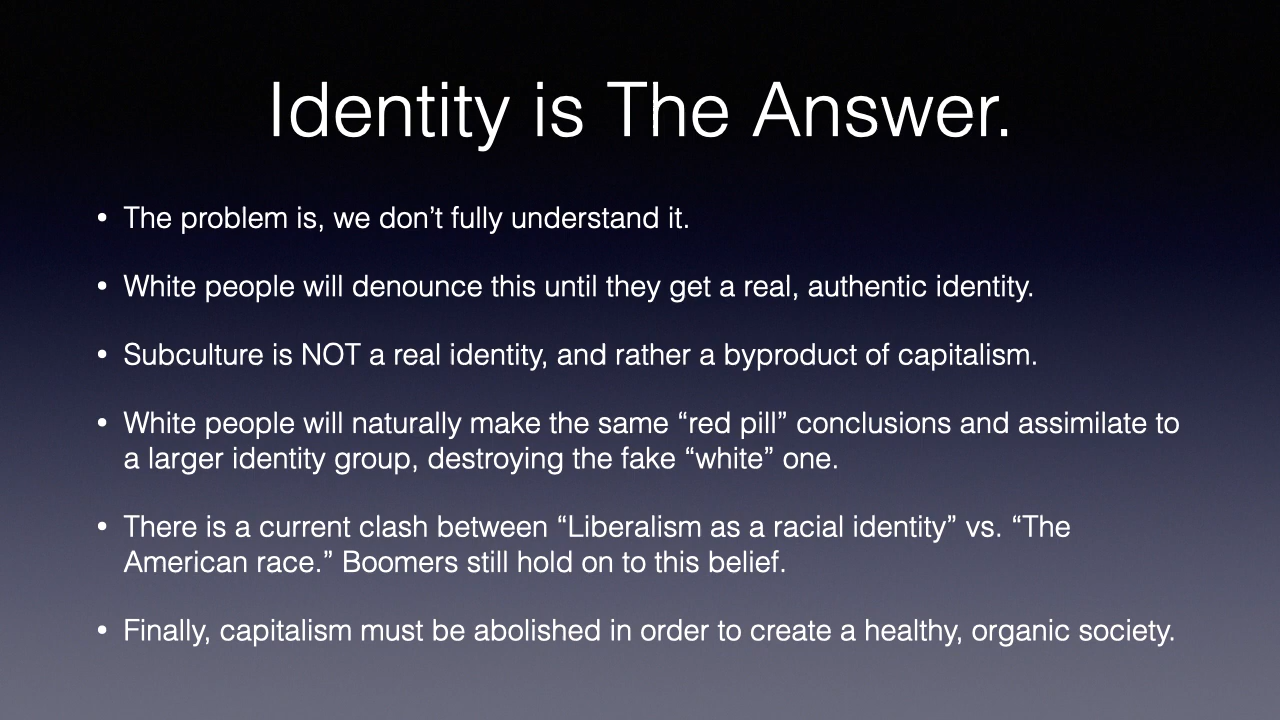 Identity is The Answer.
• The problem is, we don’t fully understand it.
• White people will denounce this until they get a real, authentic identity.
• Subculture is NOT a real identity, and rather a byproduct of capitalism.
• White people will naturally make the same “red pill” conclusions and assimilate to
a larger identity group, destroying the fake “white” one.
• There is a current clash between “Liberalism as a racial identity” vs. “The
American race.” Boomers still hold on to this belief.
• Finally, capitalism must be abolished in order to create a healthy, organic society.